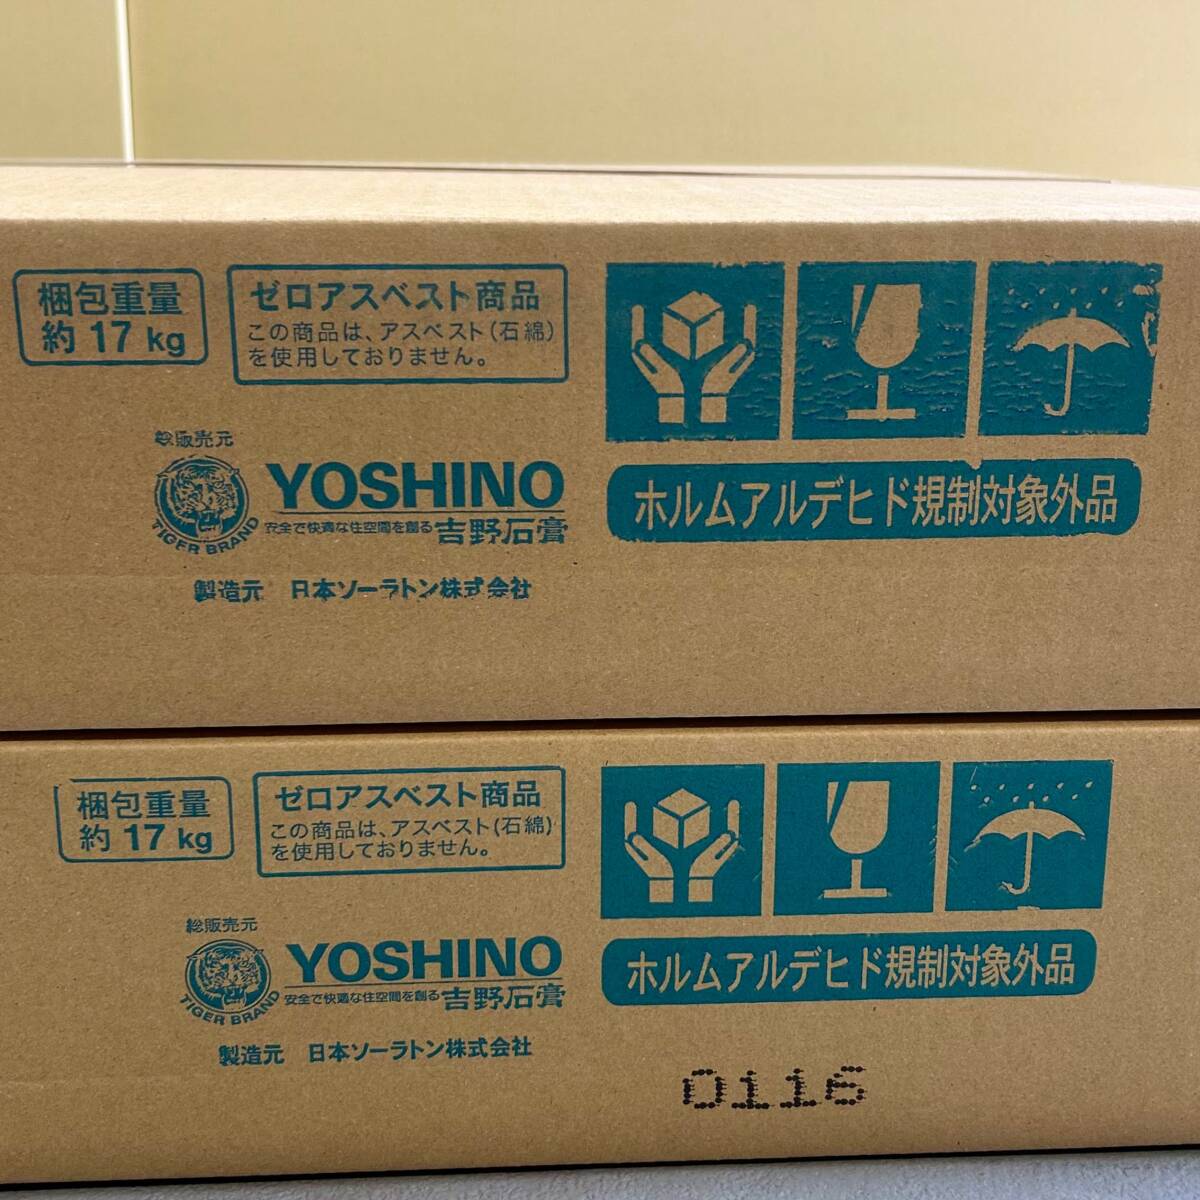 梱包重量
約 17 kg
ゼロアスベスト商品
この商品は、アスベスト(石綿)
を使用しておりません。
総販売元
TIGER BRAND
YOSHINO
安全で快適な住空間を創る 吉野石膏
製造元 日本ソーラトン株式会社
ホルムアルデヒド規制対象外品
梱包重量
約 17 kg
ゼロアスベスト商品
この商品は、アスベスト(石綿)
を使用しておりません。
総販売元
TIGER BRAND
YOSHINO
安全で快適な住空間を創る 吉野石膏
製造元 日本ソーラトン株式会社
ホルムアルデヒド規制対象外品
0116